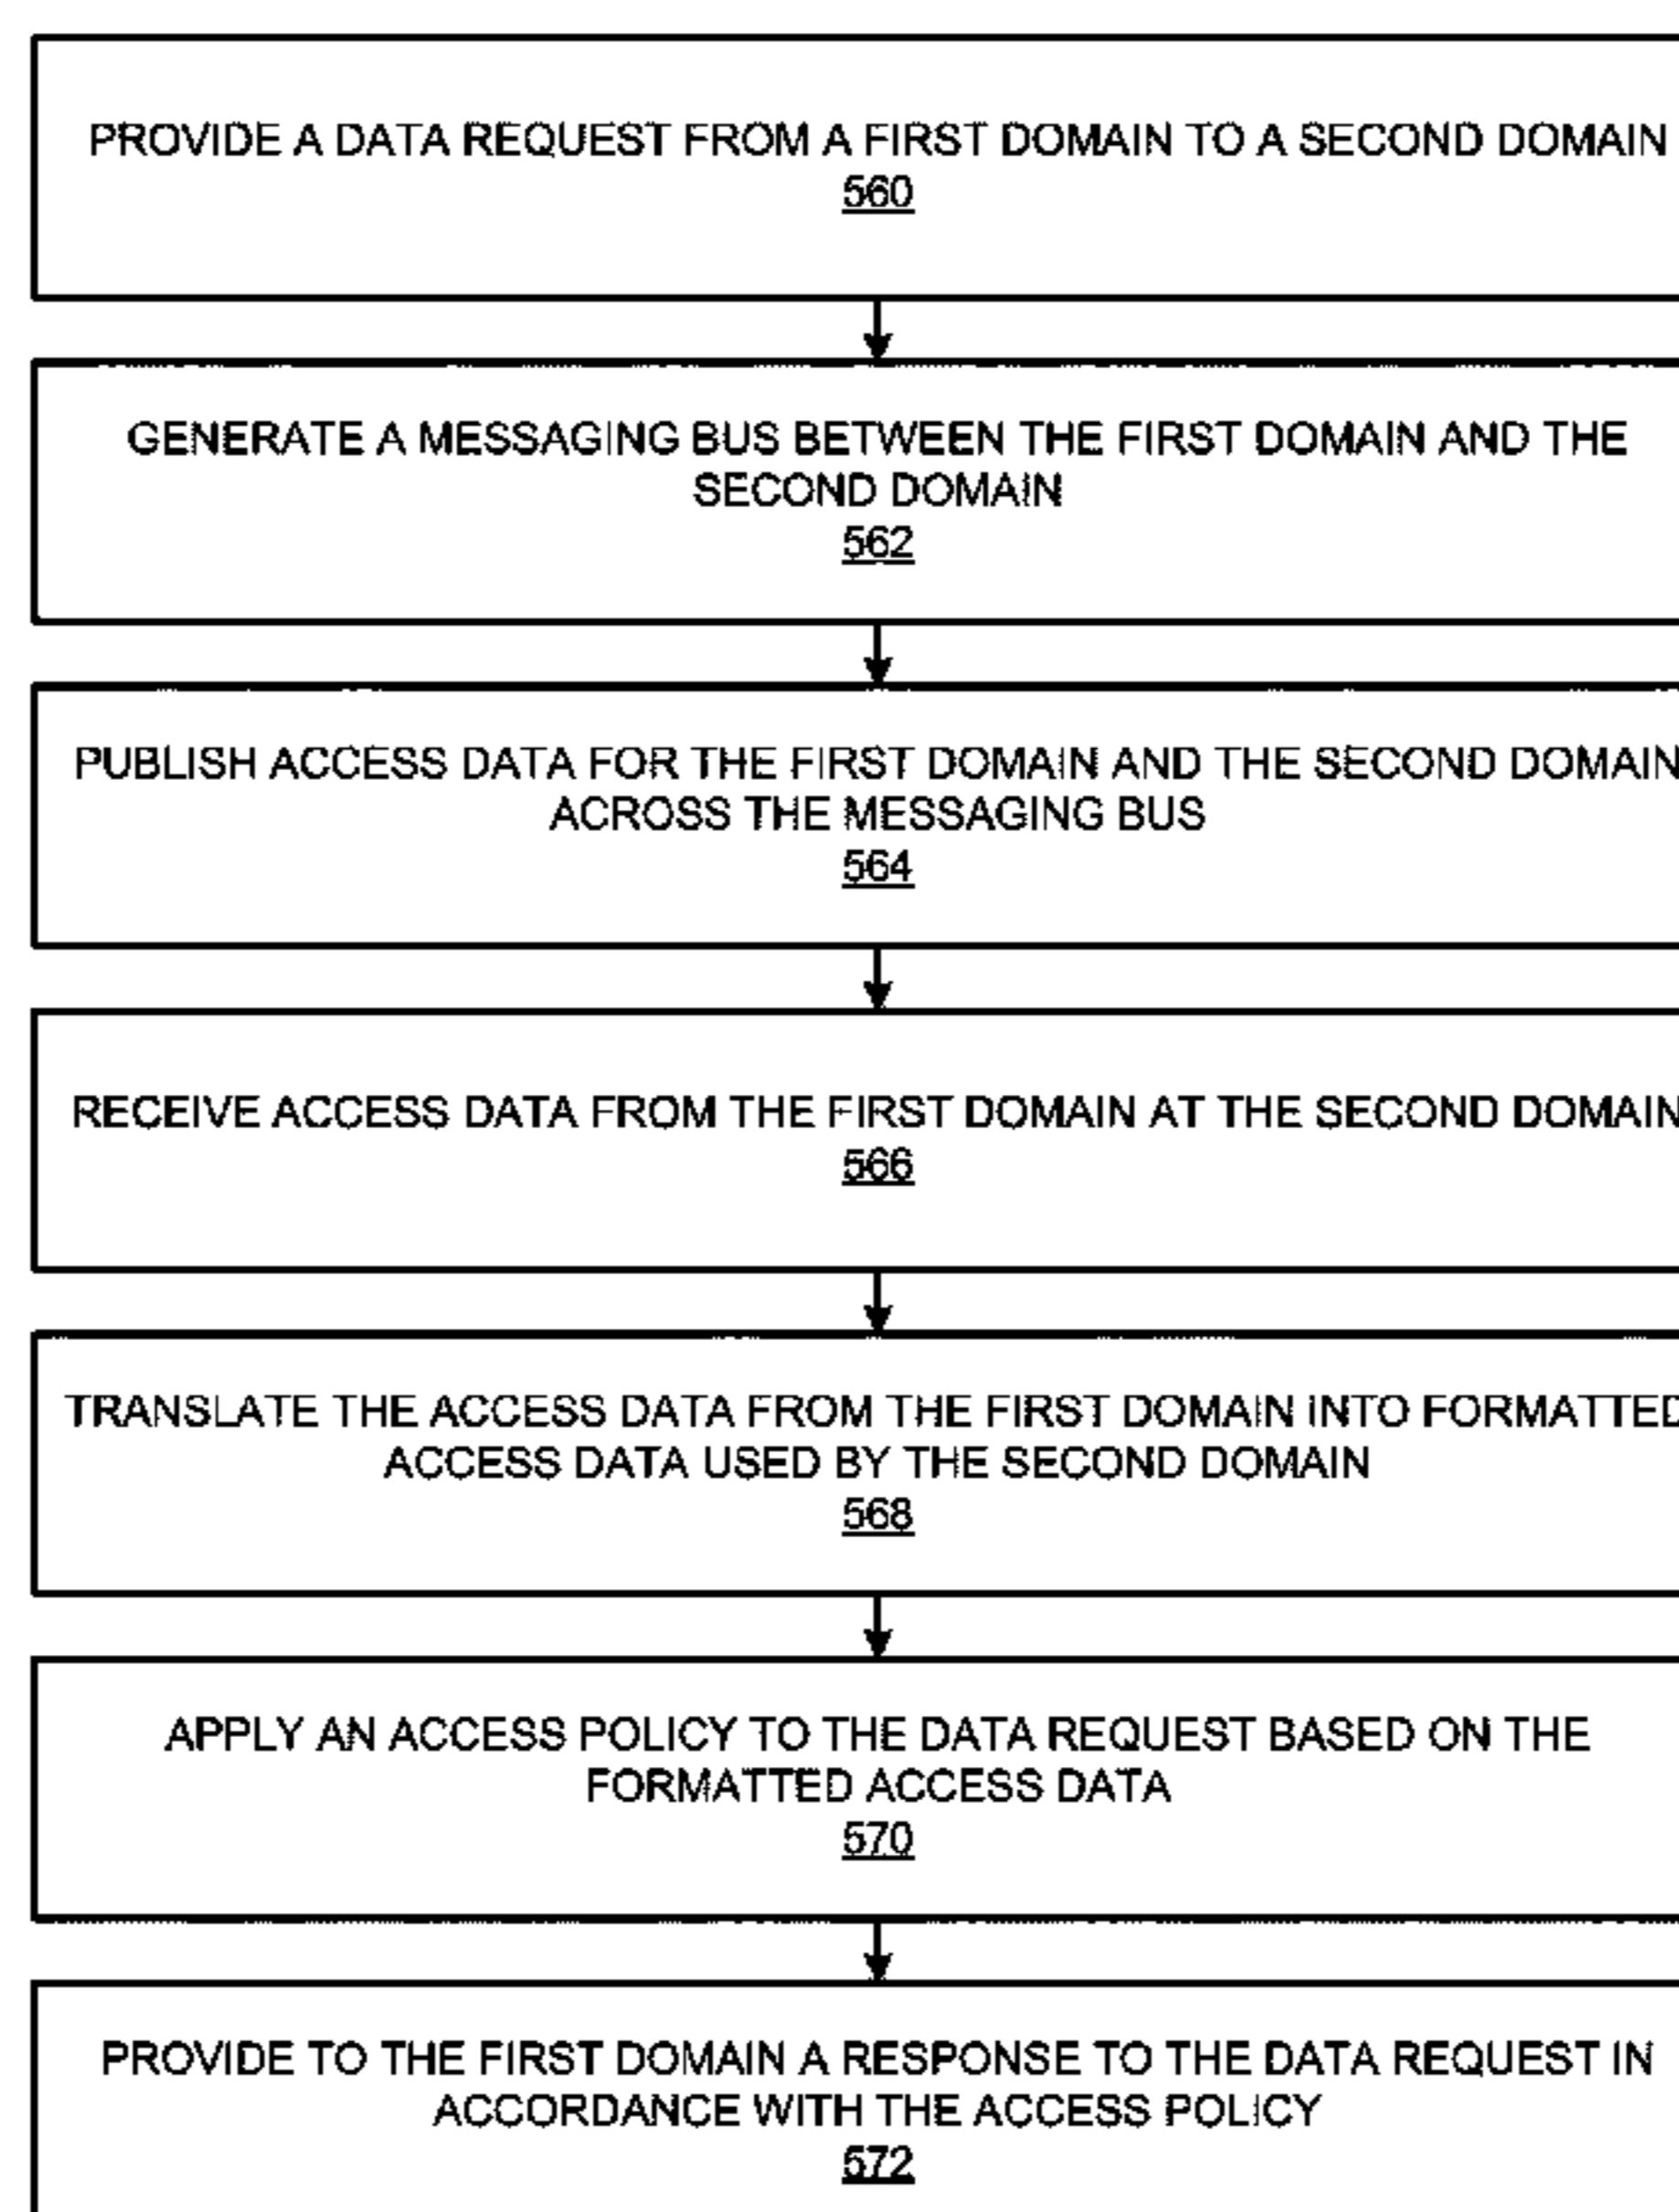 PROVIDE A DATA REQUEST FROM A FIRST DOMAIN TO A SECOND DOMAIN
560
GENERATE A MESSAGING BUS BETWEEN THE FIRST DOMAIN AND THE
SECOND DOMAIN
562
PUBLISH ACCESS DATA FOR THE FIRST DOMAIN AND THE SECOND DOMAIN
ACROSS THE MESSAGING BUS
564
RECEIVE ACCESS DATA FROM THE FIRST DOMAIN AT THE SECOND DOMAIN
566
TRANSLATE THE ACCESS DATA FROM THE FIRST DOMAIN INTO FORMATTED
ACCESS DATA USED BY THE SECOND DOMAIN
568
APPLY AN ACCESS POLICY TO THE DATA REQUEST BASED ON THE
FORMATTED ACCESS DATA
570
PROVIDE TO THE FIRST DOMAIN A RESPONSE TO THE DATA REQUEST IN
ACCORDANCE WITH THE ACCESS POLICY
572